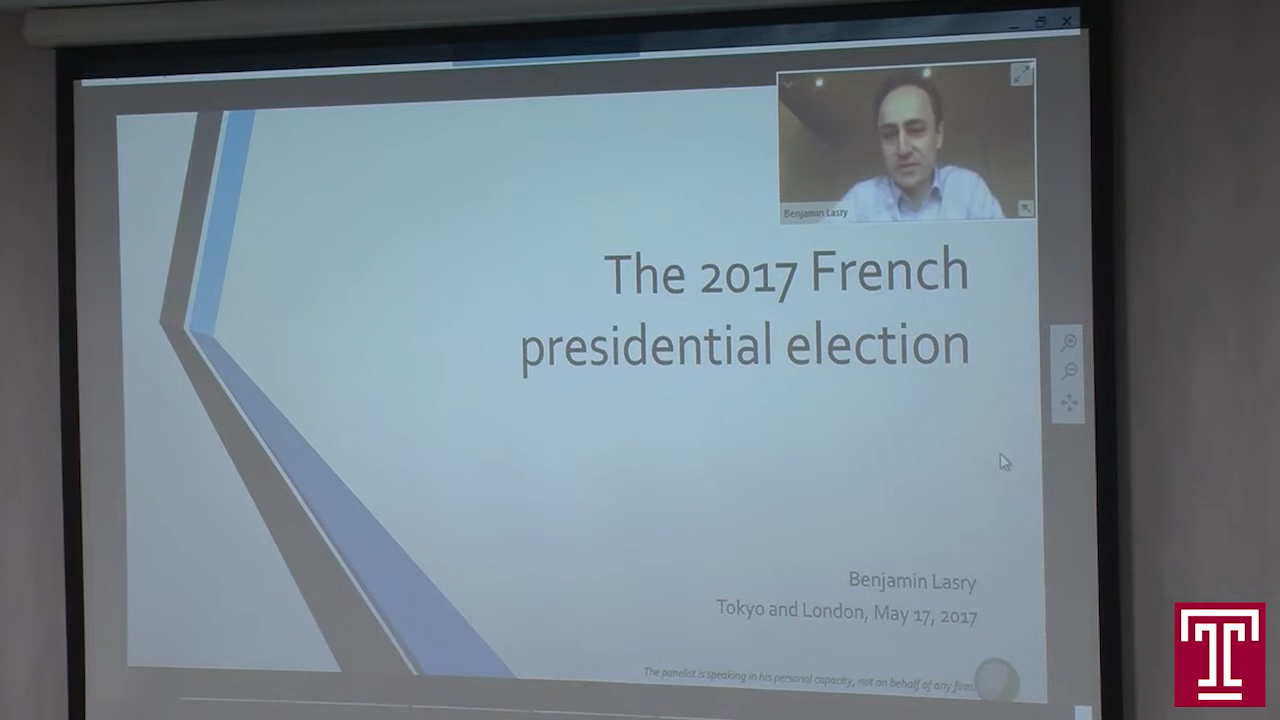 Benjamin Lasry
The 2017 French
presidential election
Benjamin Lasry
Tokyo and London, May 17, 2017
The panelist is speaking in his personal capacity, not on behalf of any firm.
T